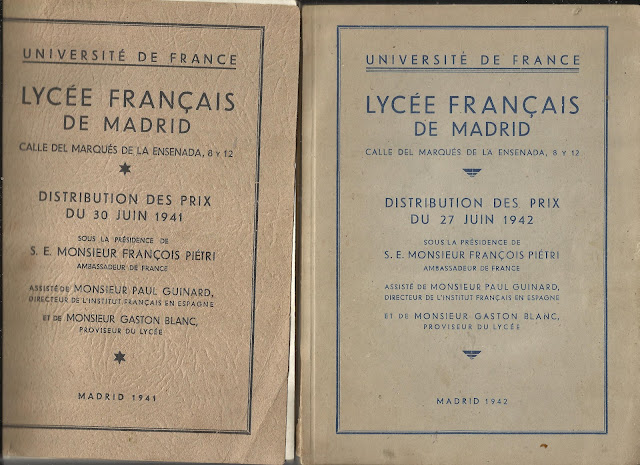 UNIVERSITÉ DE FRANCE
LYCÉE FRANÇAIS
DE MADRID
CALLE DEL MARQUÉS DE LA ENSENADA, 8 Y 12
DISTRIBUTION DES PRIX
DU 30 JUIN 1941
SOUS LA PRÉSIDENCE DE
S. E. MONSIEUR FRANÇOIS PIÉTRI
AMBASSADEUR DE FRANCE
ASSISTÉ DE MONSIEUR PAUL GUINARD,
DIRECTEUR DE L'INSTITUT FRANÇAIS EN ESPAGNE
ET DE MONSIEUR GASTON BLANC,
PROVISEUR DU LYCÉE
MADRID 1941
UNIVERSITÉ DE FRANCE
LYCÉE FRANÇAIS
DE MADRID
CALLE DEL MARQUÉS DE LA ENSENADA, 8 Y 12
DISTRIBUTION DES PRIX
DU 27 JUIN 1942
SOUS LA PRÉSIDENCE DE
S. E. MONSIEUR FRANÇOIS PIÉTRI
AMBASSADEUR DE FRANCE
ASSISTÉ DE MONSIEUR PAUL GUINARD,
DIRECTEUR DE L'INSTITUT FRANÇAIS EN ESPAGNE
ET DE MONSIEUR GASTON BLANC,
PROVISEUR DU LYCÉE
MADRID 1942